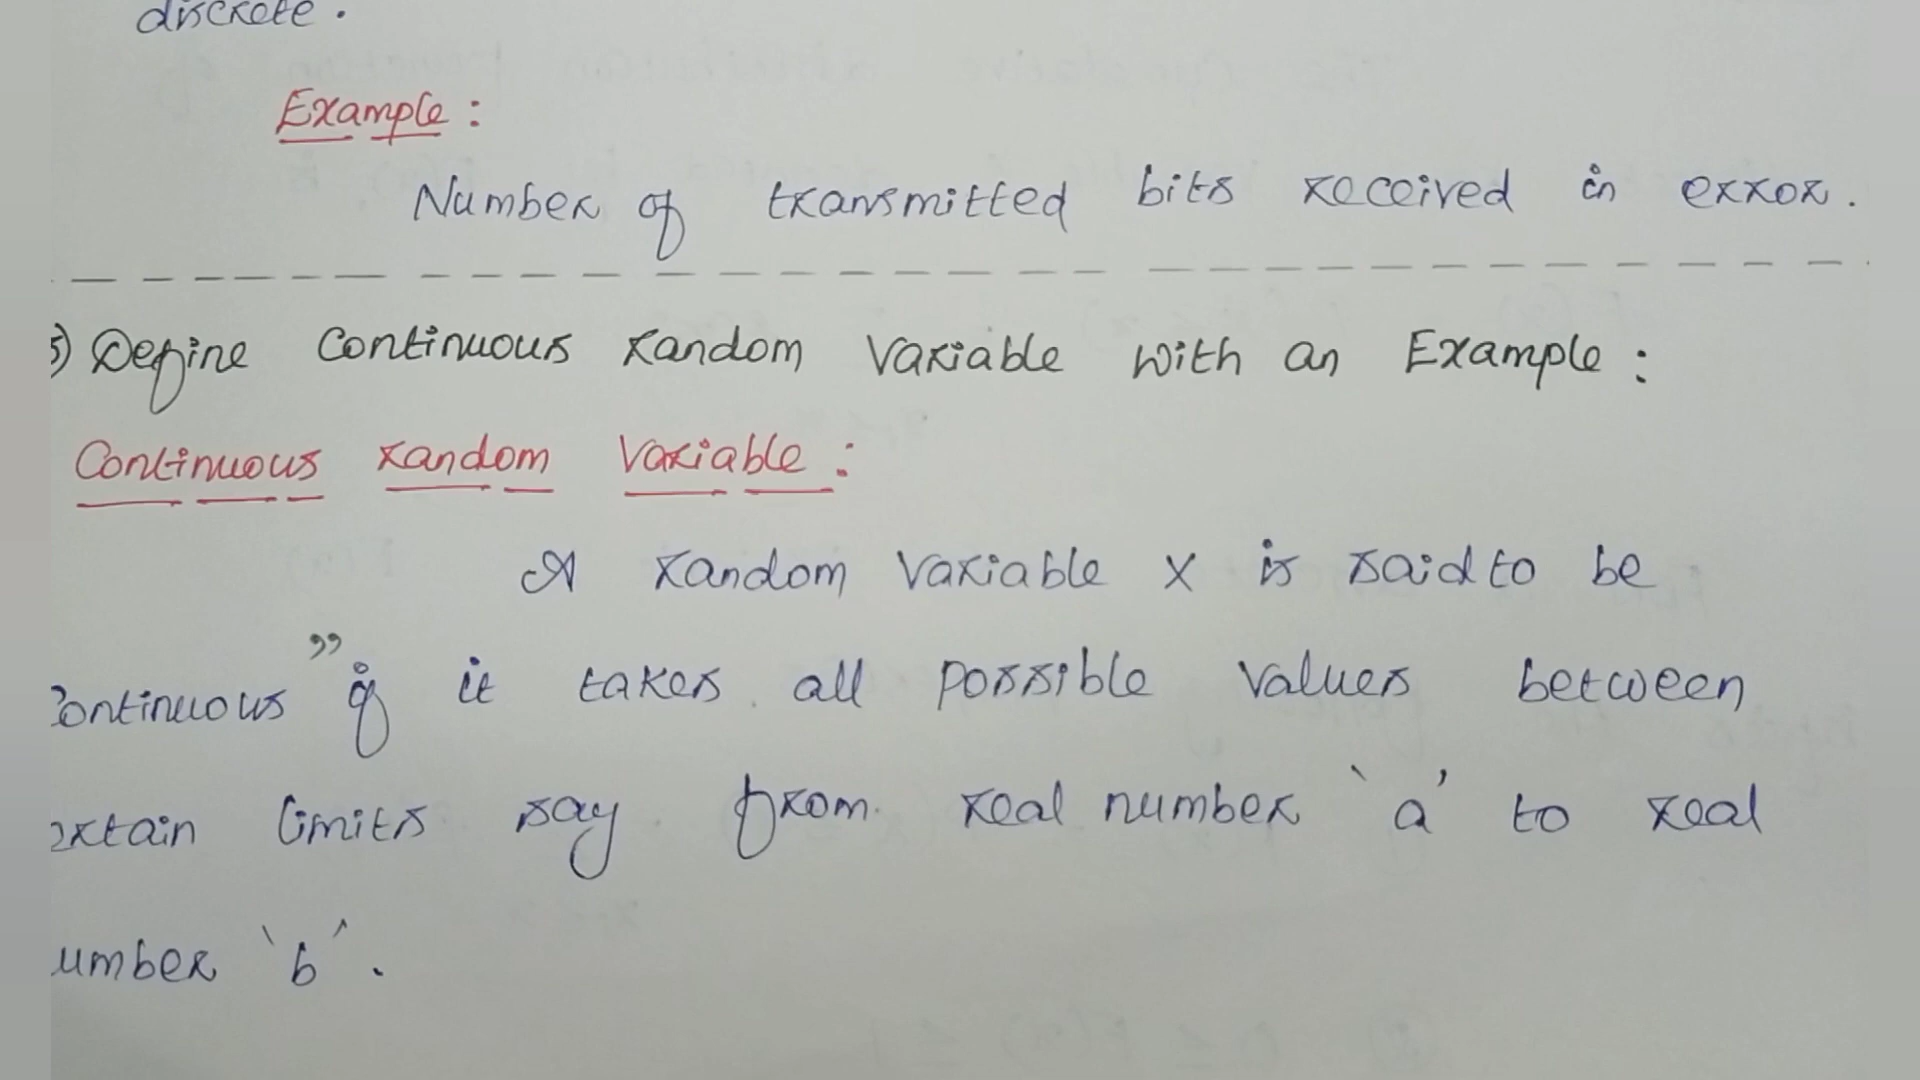 discrete.
Example:
Number of transmitted bits received in error.
5) Define Continuous random Variable with an Example:
Continuous random Variable:
A random variable X is said to be
Continuous" if it takes all possible values between
ertain limits say from real number `a' to real
umber `b'.